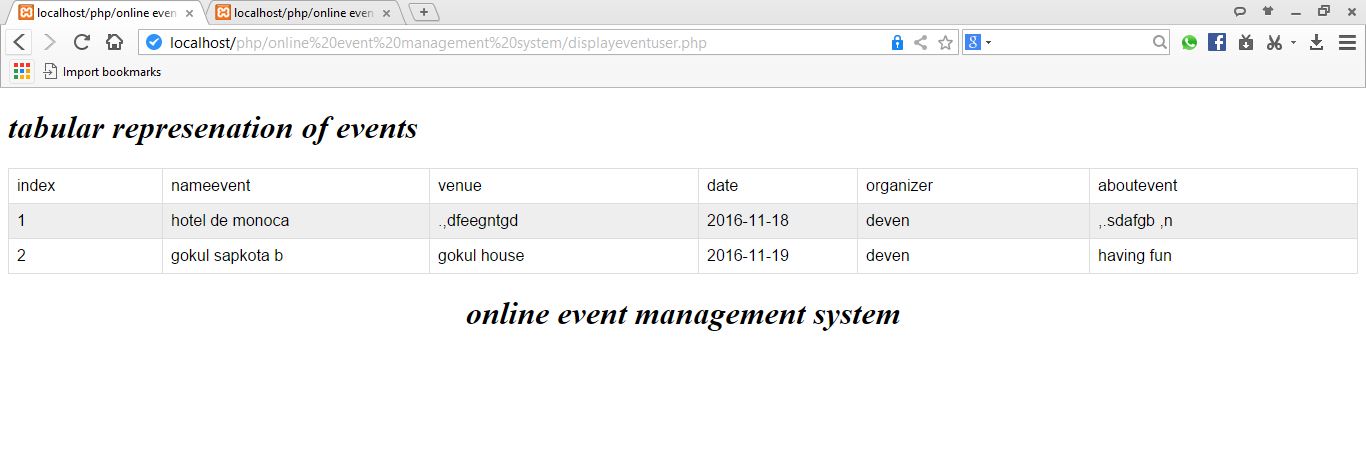 localhost/php/online even
localhost/php/online even
localhost/php/online%20event%20management%20system/displayeventuser.php
Import bookmarks
tabular represenation of events
index nameevent venue date organizer aboutevent
1 hotel de monoca .,dfeegntgd 2016-11-18 deven ,.sdafgb ,n
2 gokul sapkota b gokul house 2016-11-19 deven having fun
online event management system